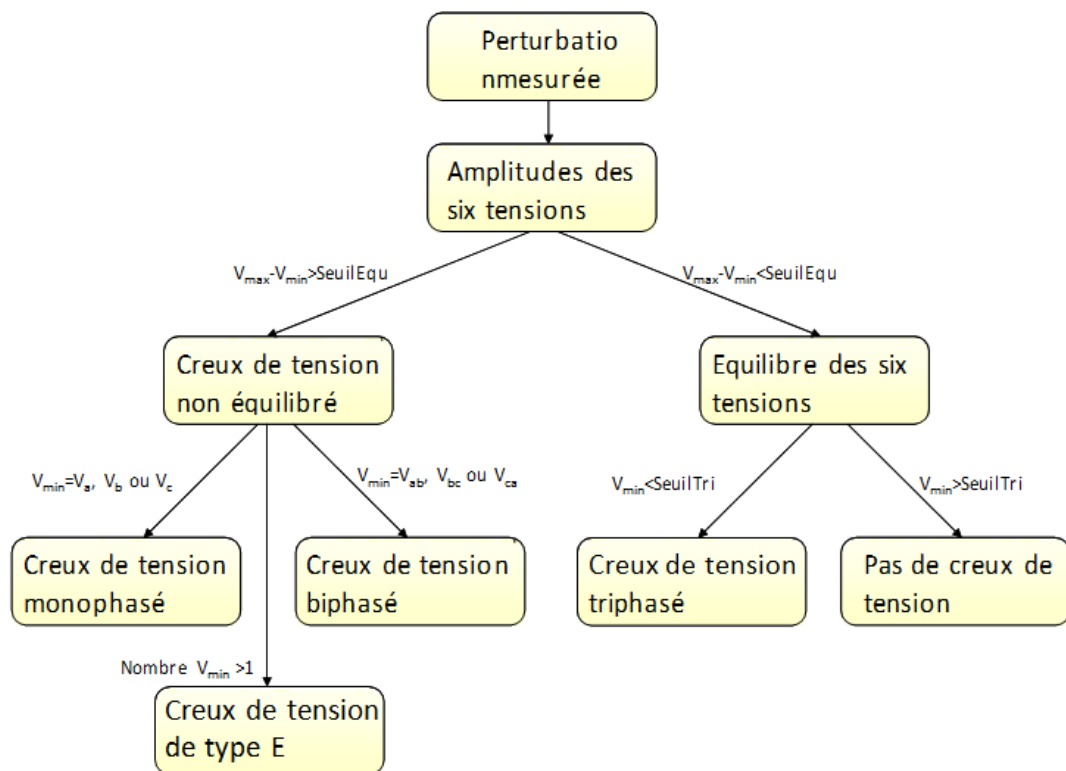 Perturbatio
nmesurée
Amplitudes des
six tensions
Vmax-Vmin>SeuilEqu
Vmax-Vmin<SeuilEqu
Creux de tension
non équilibré
Equilibre des six
tensions
Vmin=Va, Vb ou Vc
Vmin=Vab, Vbc ou Vca
Vmin<SeuilTri
Vmin>SeuilTri
Creux de tension
monophasé
Creux de tension
biphasé
Creux de tension
triphasé
Pas de creux de
tension
Nombre Vmin >1
Creux de tension
de type E